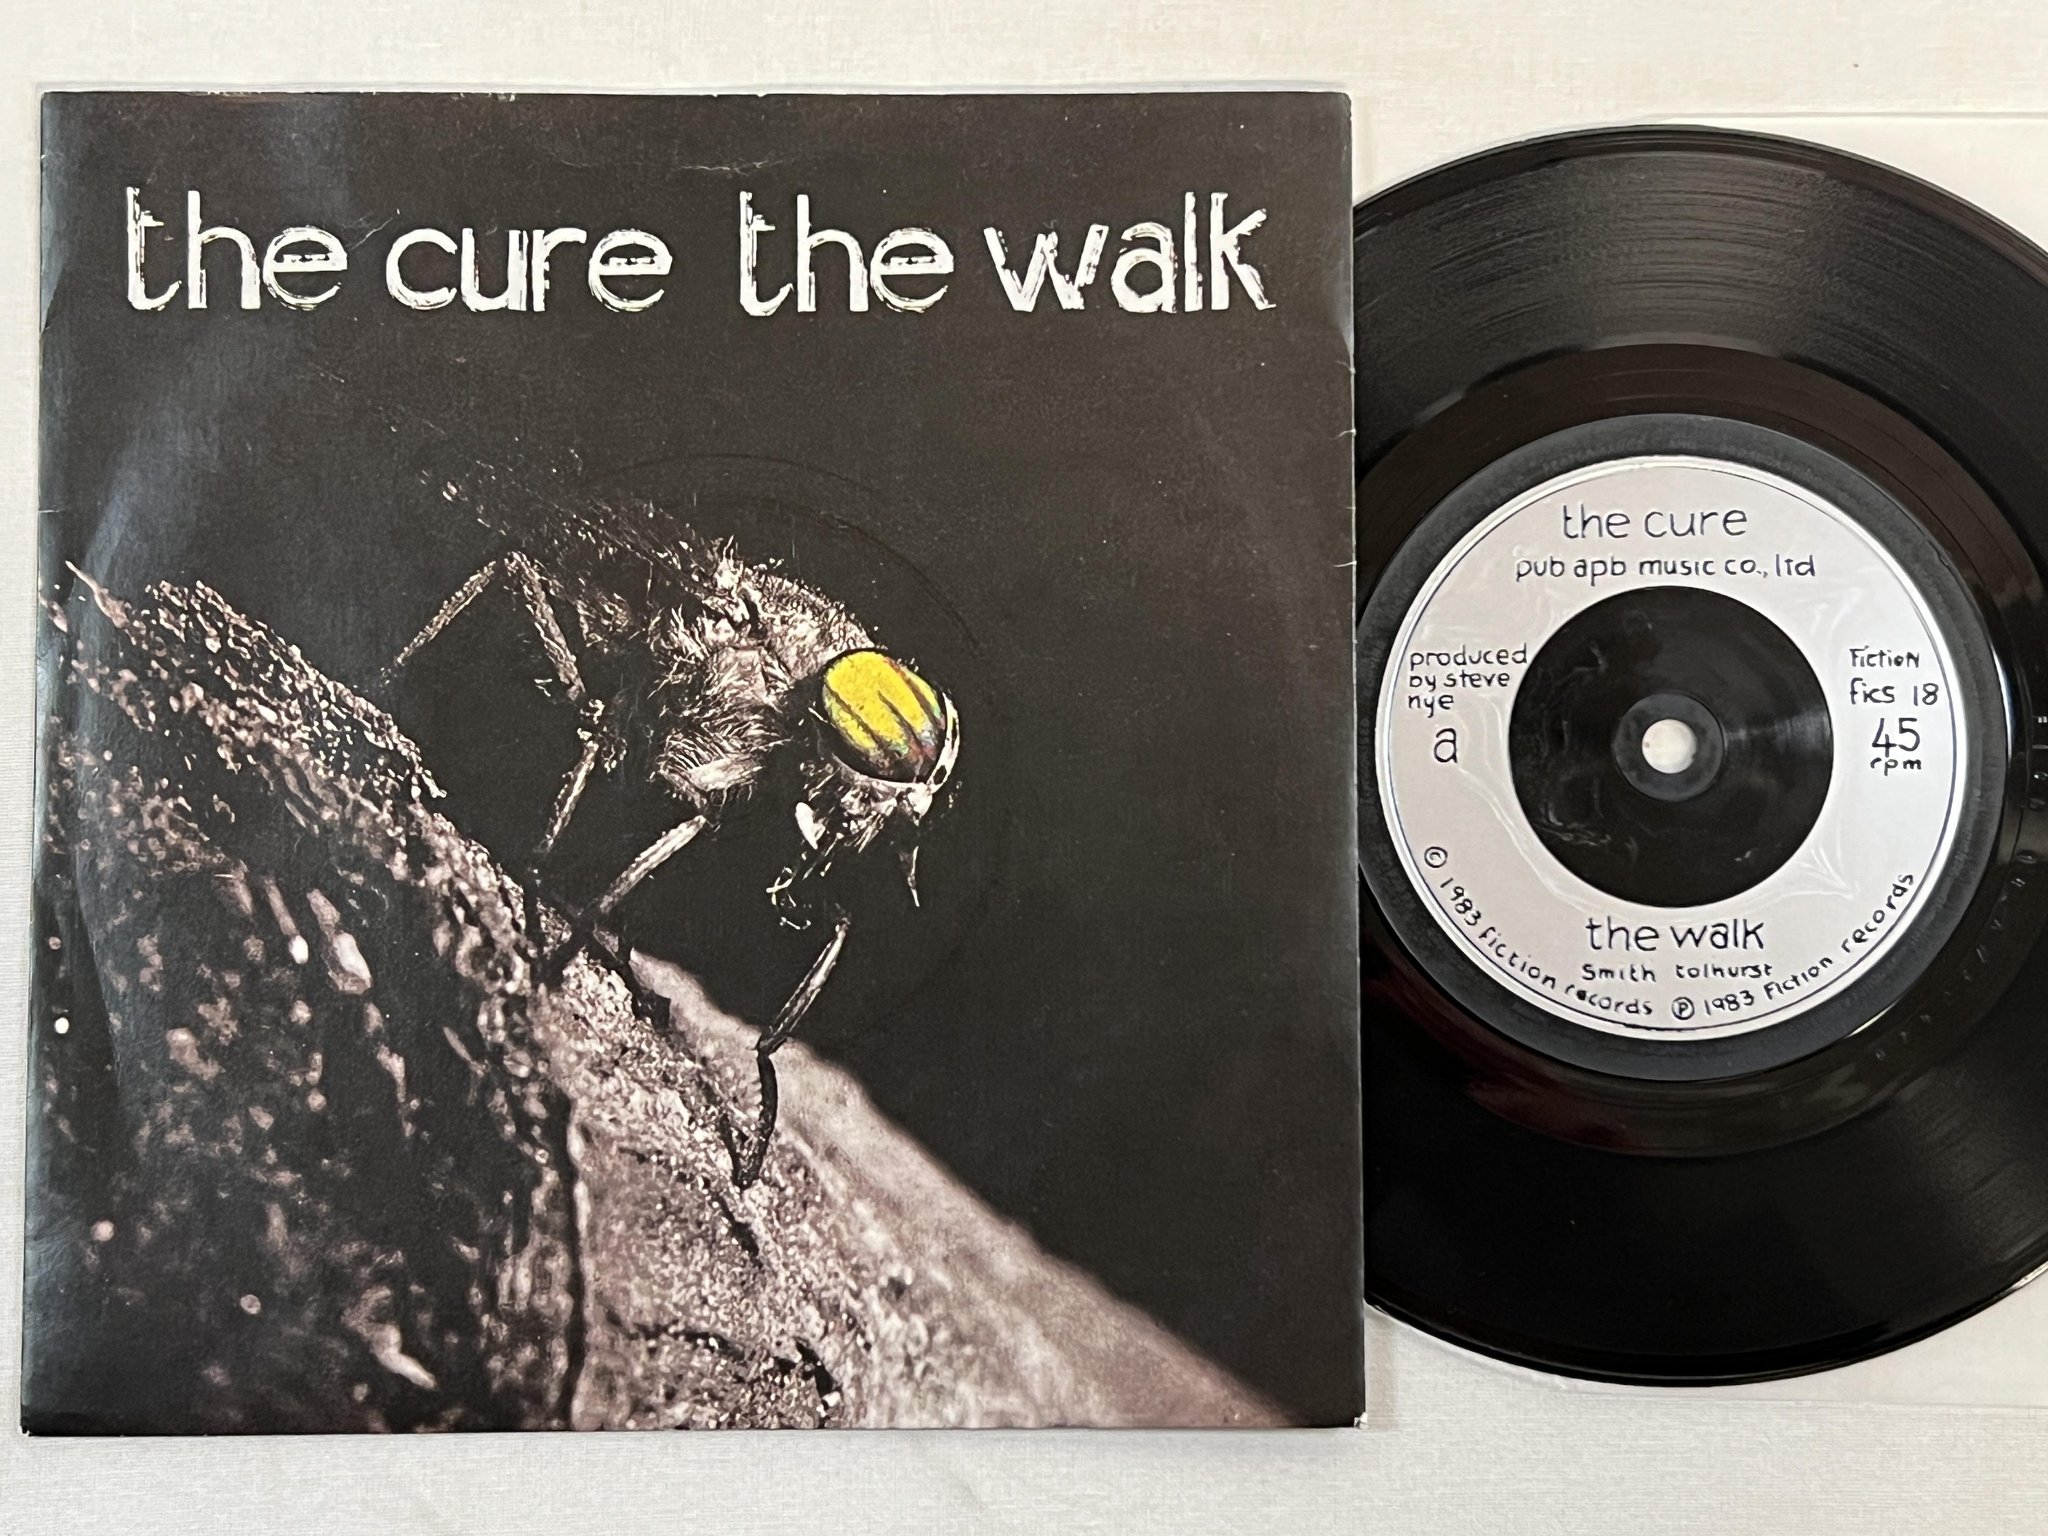 the cure the walk
the cure
pub apb music co., ltd
produced
by steve
nye
a
Fiction
fics 18
45
rpm
the walk
Smith tolhurst
© 1983 fiction records ℗ 1983 Fiction records